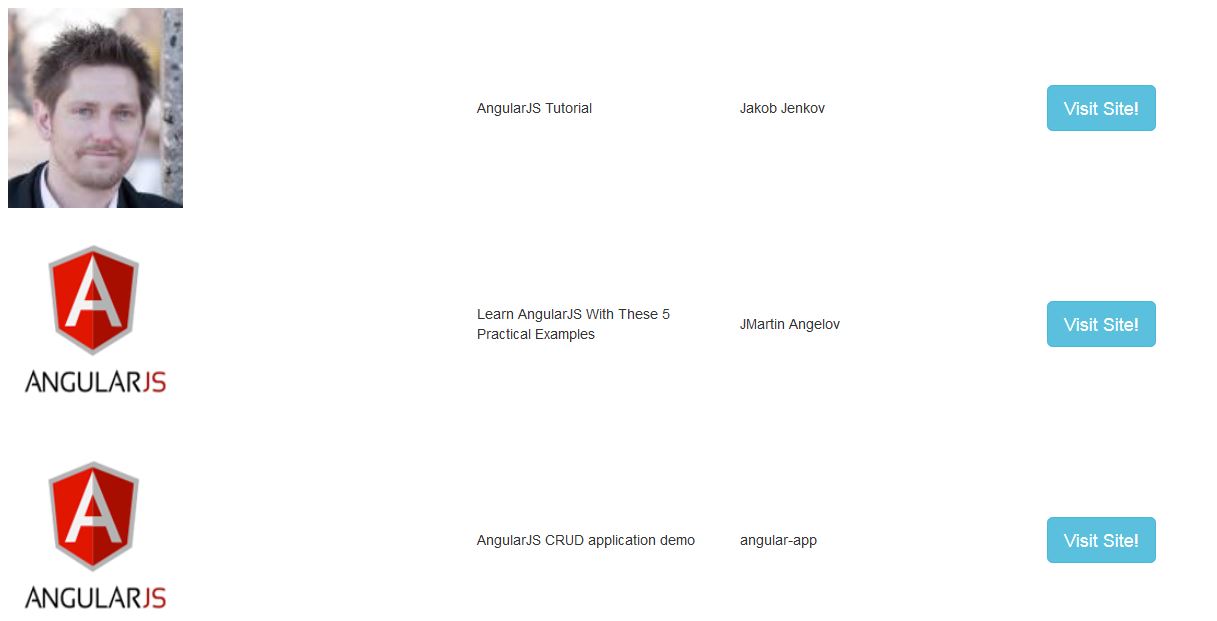 AngularJS Tutorial
Jakob Jenkov
Visit Site!
ANGULARJS
Learn AngularJS With These 5
Practical Examples
JMartin Angelov
Visit Site!
ANGULARJS
AngularJS CRUD application demo
angular-app
Visit Site!